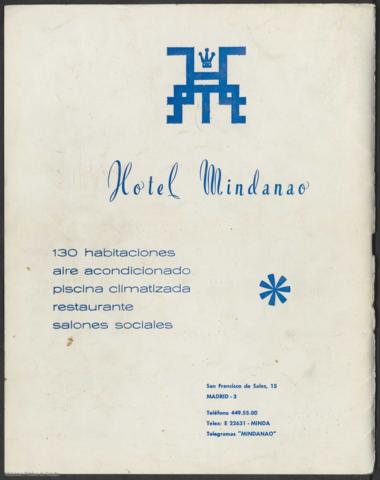 Hotel Mindanao
130 habitaciones
aire acondicionado
piscina climatizada
restaurante
salones sociales
San Francisco de Sales, 15
MADRID - 3
Teléfono 449.55.00
Telex: E 22631 - MINDA
Telegramas "MINDANAO"